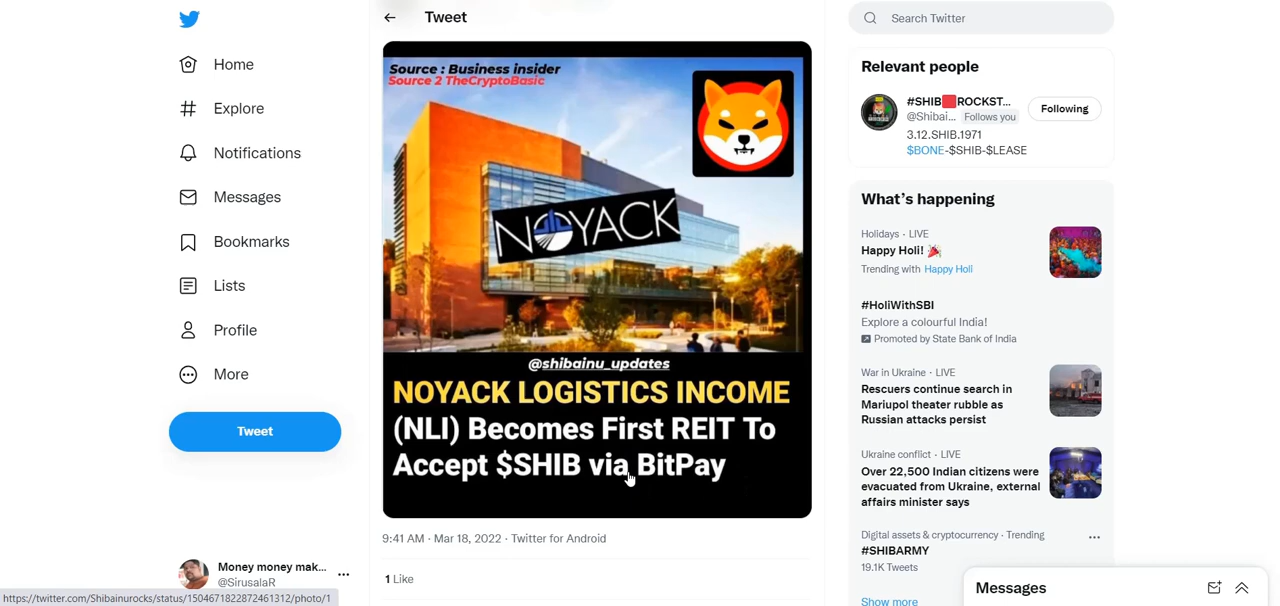 Tweet
Search Twitter
Home
Explore
Notifications
Messages
Bookmarks
Lists
Profile
More
Tweet
Money money mak...
@SirusalaR
https://twitter.com/Shibainurocks/status/1504671822872461312/photo/1
Source : Business insider
Source 2 TheCryptoBasic
NOYACK
@shibainu_updates
NOYACK LOGISTICS INCOME
(NLI) Becomes First REIT To
Accept $SHIB via BitPay
9:41 AM · Mar 18, 2022 · Twitter for Android
1 Like
Relevant people
#SHIB🟥ROCKST...
@Shibai... Follows you
Following
3.12.SHIB.1971
$BONE-$SHIB-$LEASE
What's happening
Holidays · LIVE
Happy Holi! 🎉
Trending with Happy Holi
#HoliWithSBI
Explore a colourful India!
Promoted by State Bank of India
War in Ukraine · LIVE
Rescuers continue search in
Mariupol theater rubble as
Russian attacks persist
Ukraine conflict · LIVE
Over 22,500 Indian citizens were
evacuated from Ukraine, external
affairs minister says
Digital assets & cryptocurrency · Trending
#SHIBARMY
19.1K Tweets
Show more
Messages